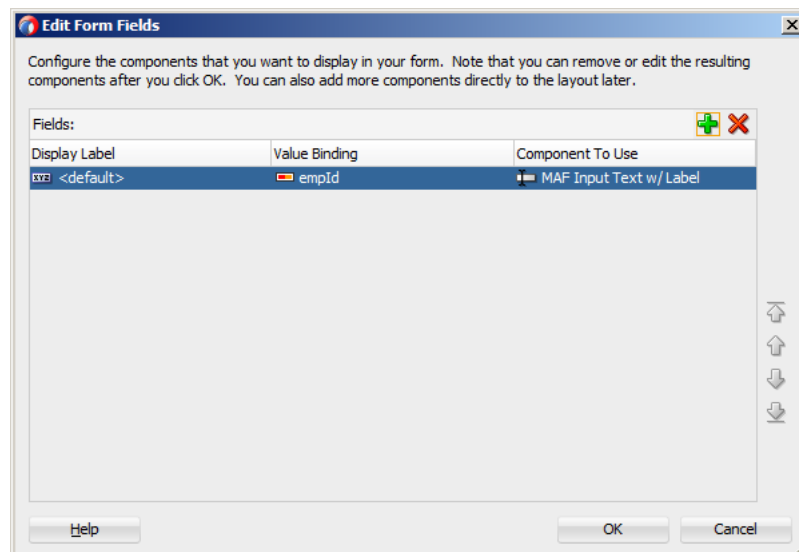 Edit Form Fields
Configure the components that you want to display in your form.  Note that you can remove or edit the resulting
components after you click OK.  You can also add more components directly to the layout later.
Fields:
Display Label Value Binding Component To Use
XYZ <default> empId MAF Input Text w/ Label
Help OK Cancel